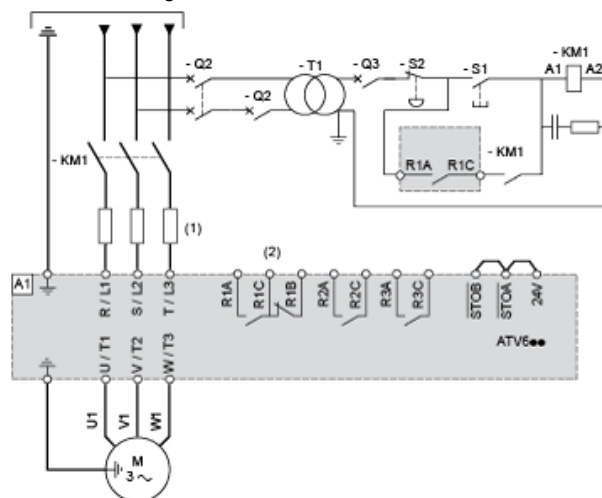 - Q2
- T1
- Q3
- S2
- S1
- KM1
A1
A2
- Q2
- KM1
R1A
R1C
- KM1
(1)
(2)
A1
R / L1
S / L2
T / L3
R1A
R1C
R1B
R2A
R2C
R3A
R3C
STOB
STOA
24V
ATV6●●
U / T1
V / T2
W / T3
U1
V1
W1
M
3 ~